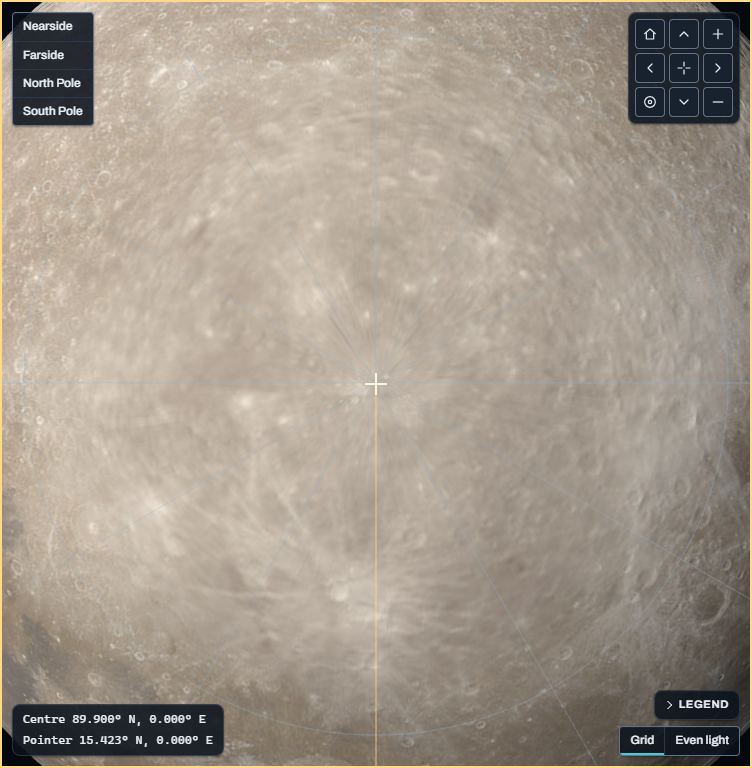 Nearside
Farside
North Pole
South Pole
LEGEND
Centre 89.900° N, 0.000° E
Pointer 15.423° N, 0.000° E
Grid
Even light